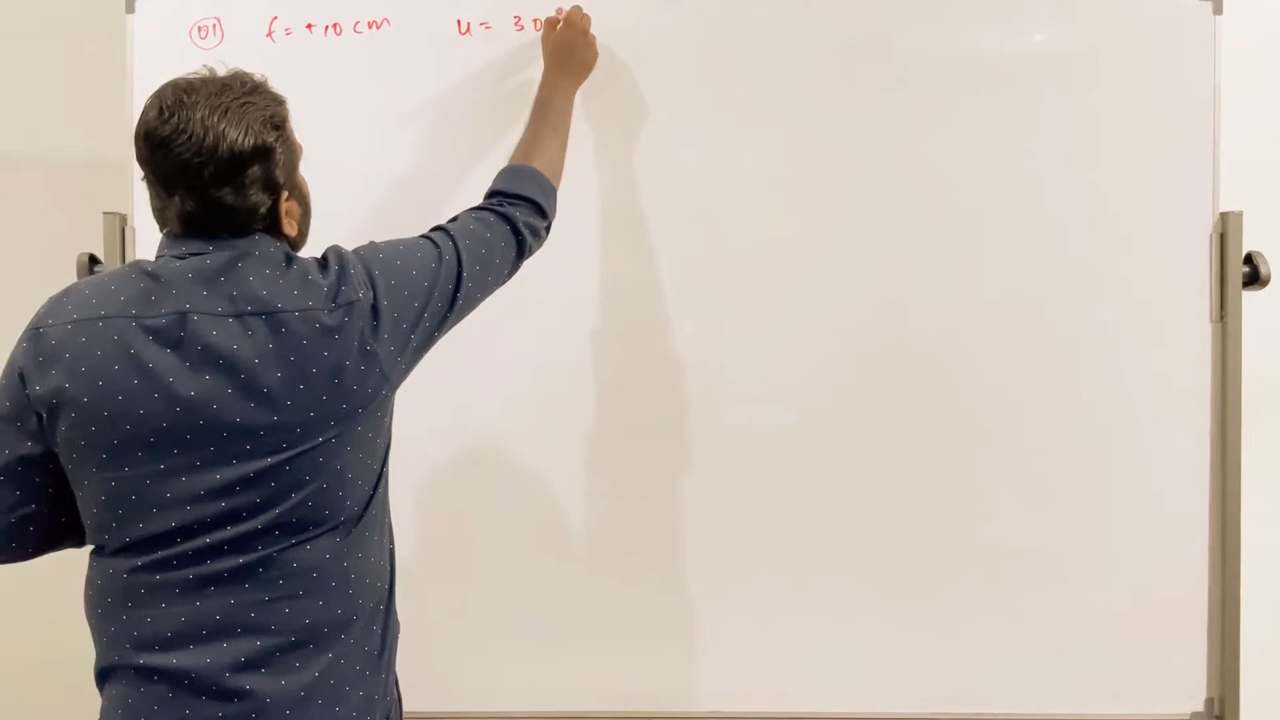 01 f = +10 cm u = 30